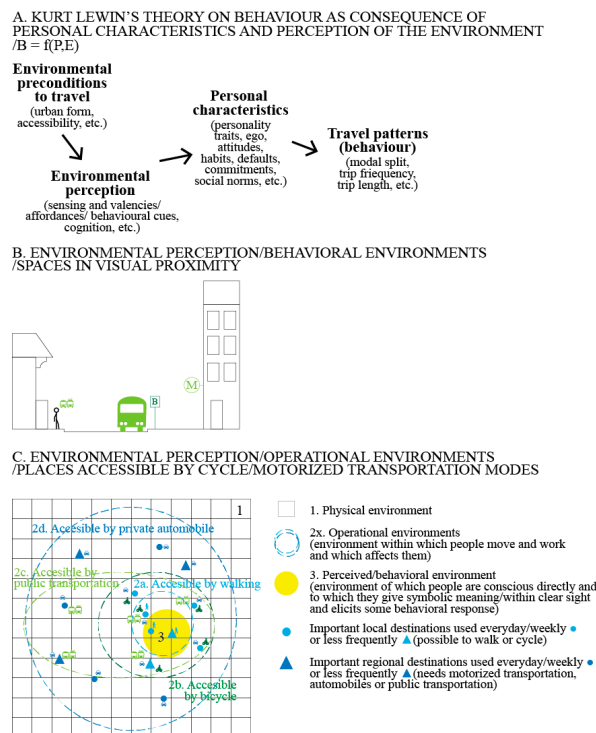 A. KURT LEWIN'S THEORY ON BEHAVIOUR AS CONSEQUENCE OF
PERSONAL CHARACTERISTICS AND PERCEPTION OF THE ENVIRONMENT
/B = f(P,E)
Environmental
preconditions
to travel
(urban form,
accessibility, etc.)
Environmental
perception
(sensing and valencies/
affordances/ behavioural cues,
cognition, etc.)
Personal
characteristics
(personality
traits, ego,
attitudes,
habits, defaults,
commitments,
social norms, etc.)
Travel patterns
(behaviour)
(modal split,
trip friequency,
trip length, etc.)
B. ENVIRONMENTAL PERCEPTION/BEHAVIORAL ENVIRONMENTS
/SPACES IN VISUAL PROXIMITY
M
B
C. ENVIRONMENTAL PERCEPTION/OPERATIONAL ENVIRONMENTS
/PLACES ACCESSIBLE BY CYCLE/MOTORIZED TRANSPORTATION MODES
1
2d. Accesible by private automobile
2c. Accesible by
public transportation
2a. Accesible by walking
3
2b. Accesible
by bicycle
1. Physical environment
2x. Operational environments
(environment within which people move and work
and which affects them)
3. Perceived/behavioral environment
(environment of which people are conscious directly and
to which they give symbolic meaning/within clear sight
and elicits some behavioral response)
Important local destinations used everyday/weekly
or less frequently (possible to walk or cycle)
Important regional destinations used everyday/weekly
or less frequently (needs motorized transportation,
automobiles or public transportation)